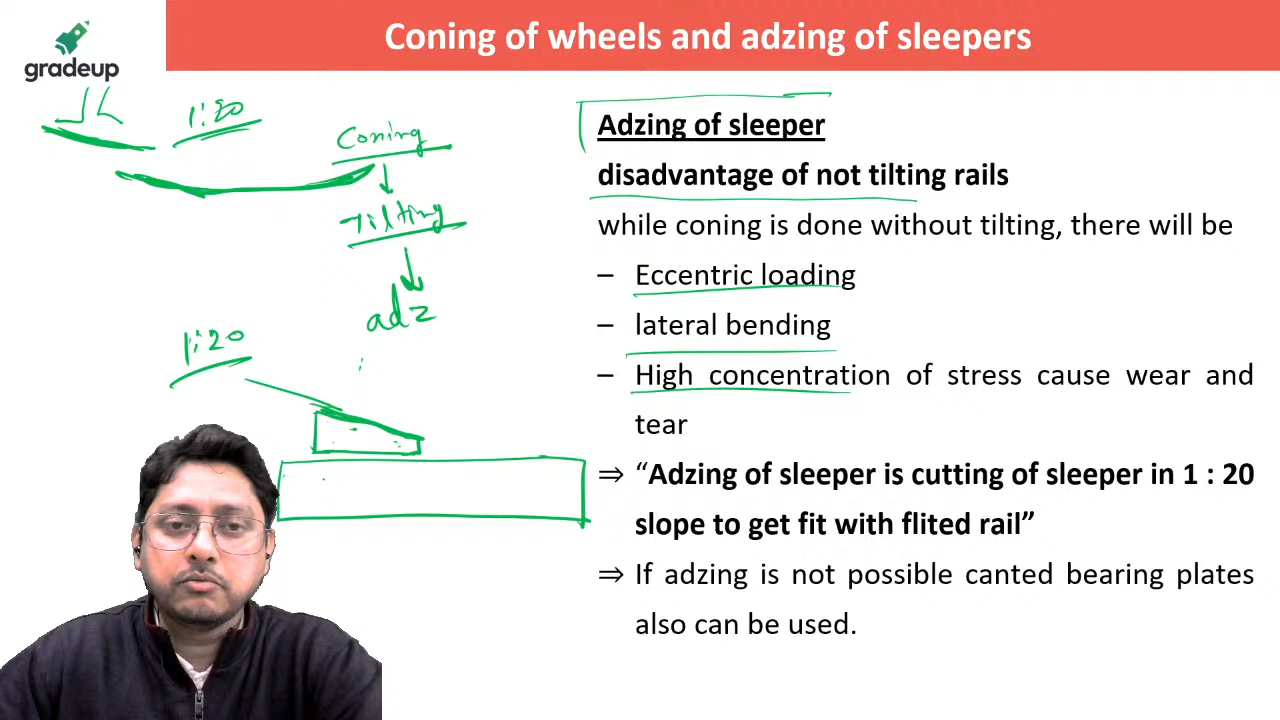 Coning of wheels and adzing of sleepers
gradeup
1:20
Coning
Tilting
adz
1:20
Adzing of sleeper
disadvantage of not tilting rails
while coning is done without tilting, there will be
– Eccentric loading
– lateral bending
– High concentration of stress cause wear and
tear
⇒ “Adzing of sleeper is cutting of sleeper in 1 : 20
slope to get fit with flited rail”
⇒ If adzing is not possible canted bearing plates
also can be used.